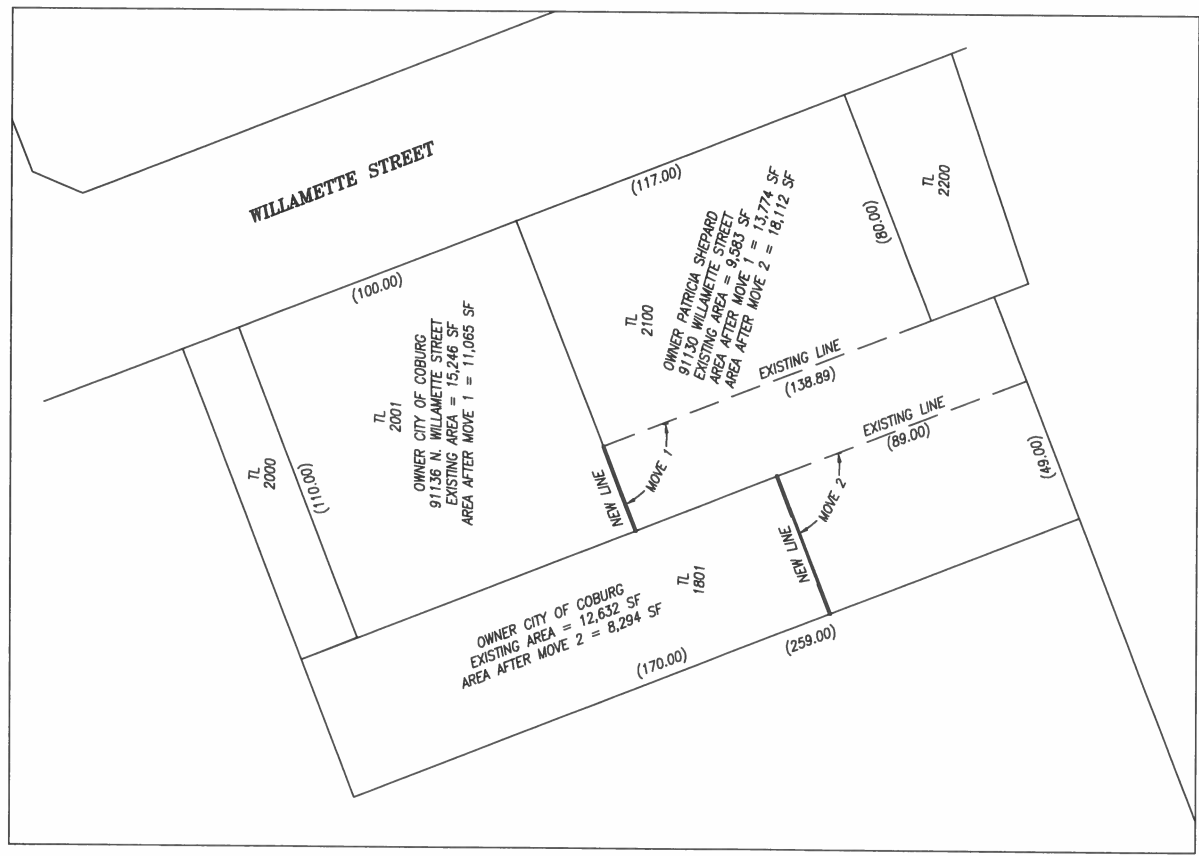 WILLAMETTE STREET
(117.00)
(100.00)
TL
2200
(80.00)
OWNER PATRICIA SHEPARD
91130 WILLAMETTE STREET
EXISTING AREA = 9,583 SF
AREA AFTER MOVE 1 = 13,774 SF
AREA AFTER MOVE 2 = 18,112 SF
TL
2100
TL
2001
OWNER CITY OF COBURG
91136 N. WILLAMETTE STREET
EXISTING AREA = 15,246 SF
AREA AFTER MOVE 1 = 11,065 SF
TL
2000
(110.00)
EXISTING LINE
(138.89)
EXISTING LINE
(89.00)
(49.00)
NEW LINE
MOVE 1
NEW LINE
MOVE 2
TL
1801
OWNER CITY OF COBURG
EXISTING AREA = 12,632 SF
AREA AFTER MOVE 2 = 8,294 SF
(170.00)
(259.00)